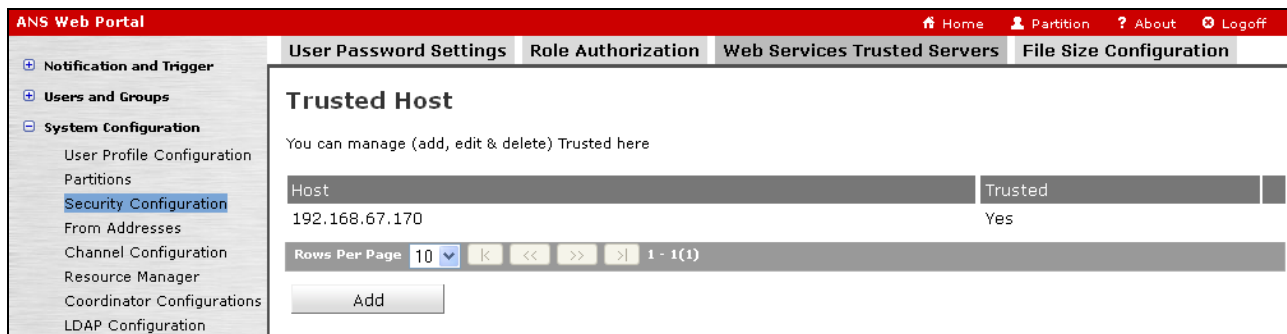 ANS Web Portal
Home Partition ? About Logoff
User Password Settings Role Authorization Web Services Trusted Servers File Size Configuration
Notification and Trigger
Users and Groups
System Configuration
User Profile Configuration
Partitions
Security Configuration
From Addresses
Channel Configuration
Resource Manager
Coordinator Configurations
LDAP Configuration
Trusted Host
You can manage (add, edit & delete) Trusted here
Host Trusted
192.168.67.170 Yes
Rows Per Page 10 |< << >> >| 1 - 1(1)
Add